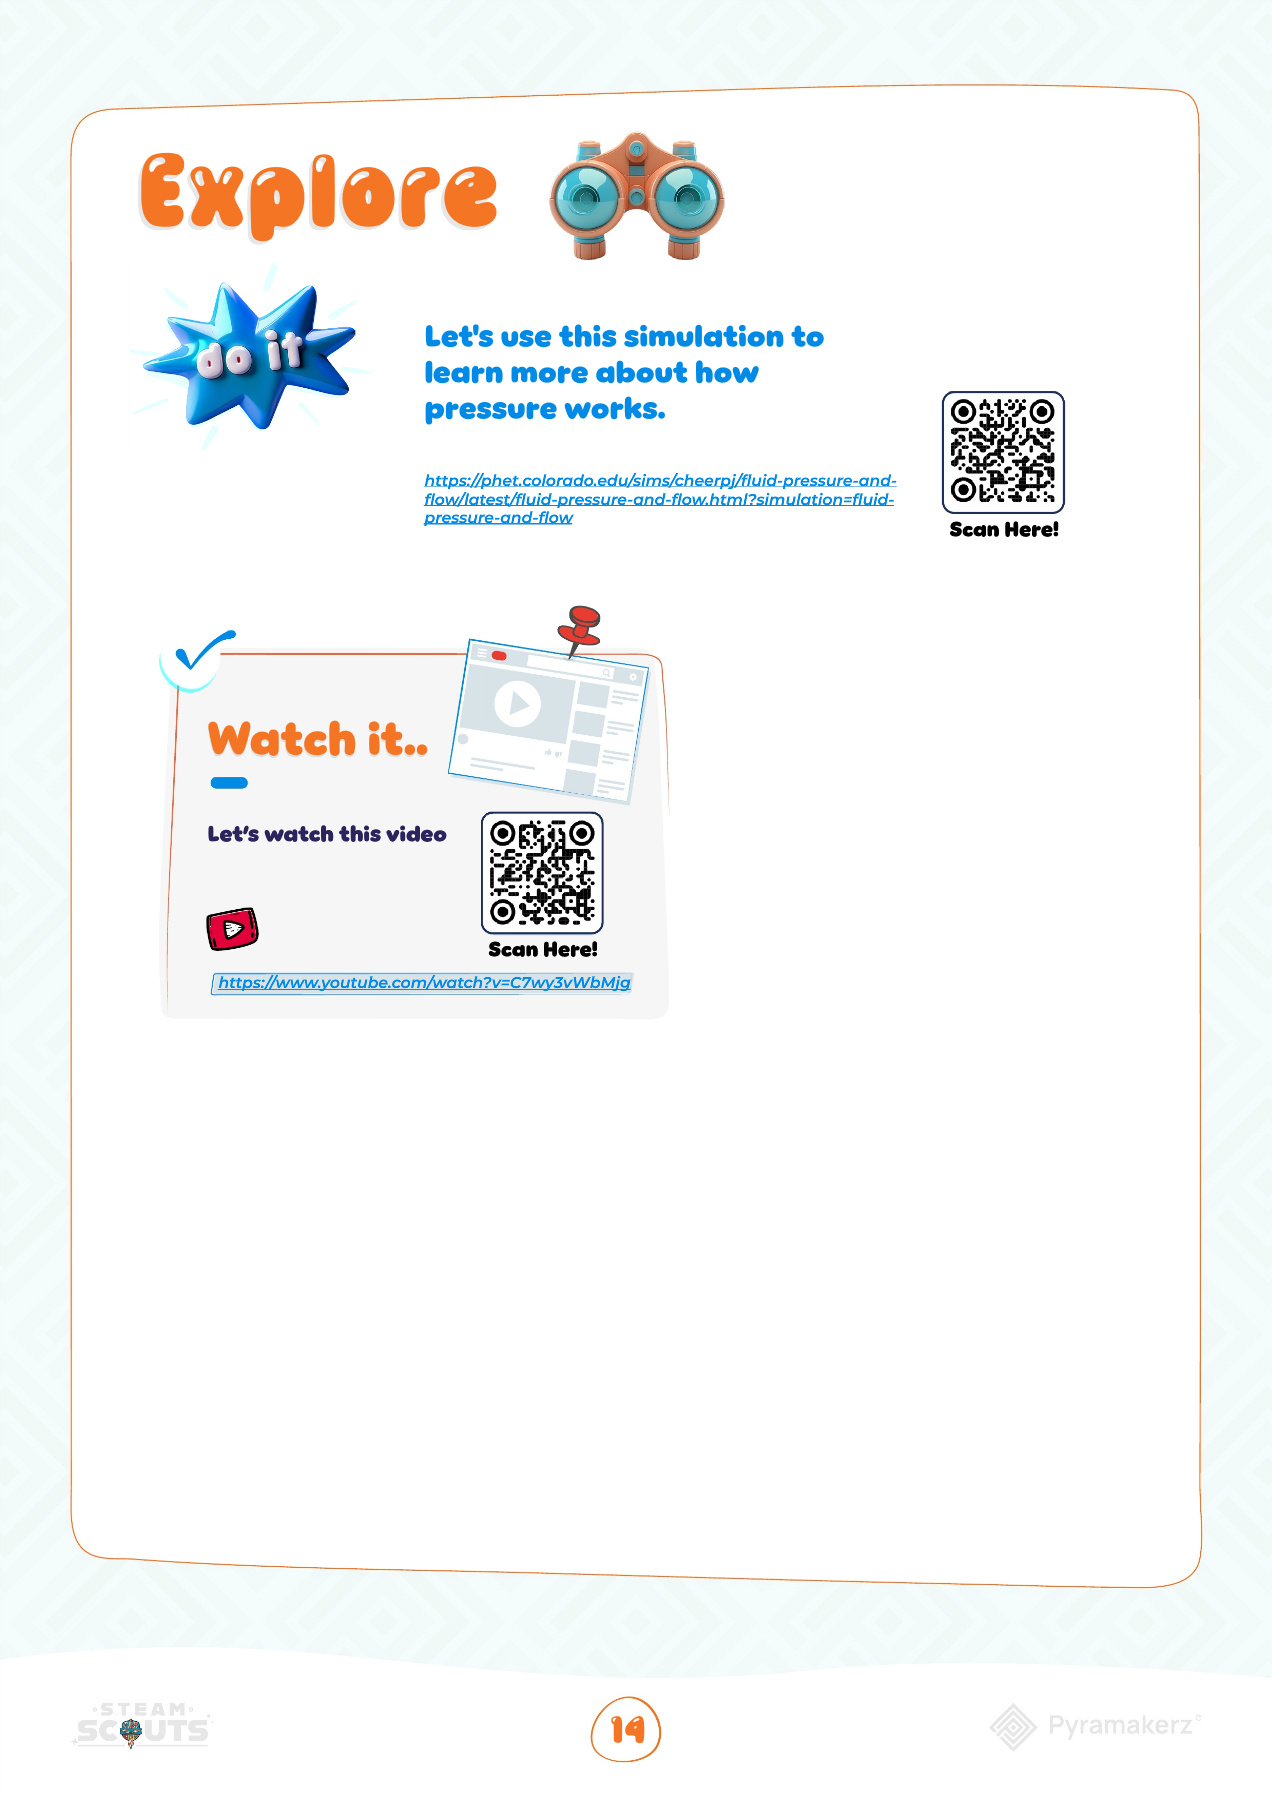 Explore
do it
Let's use this simulation to
learn more about how
pressure works.
https://phet.colorado.edu/sims/cheerpj/fluid-pressure-and-
flow/latest/fluid-pressure-and-flow.html?simulation=fluid-
pressure-and-flow
Scan Here!
Watch it..
Let's watch this video
Scan Here!
https://www.youtube.com/watch?v=C7wy3vWbMjg
STEAM
SCOUTS
14
Pyramakerz